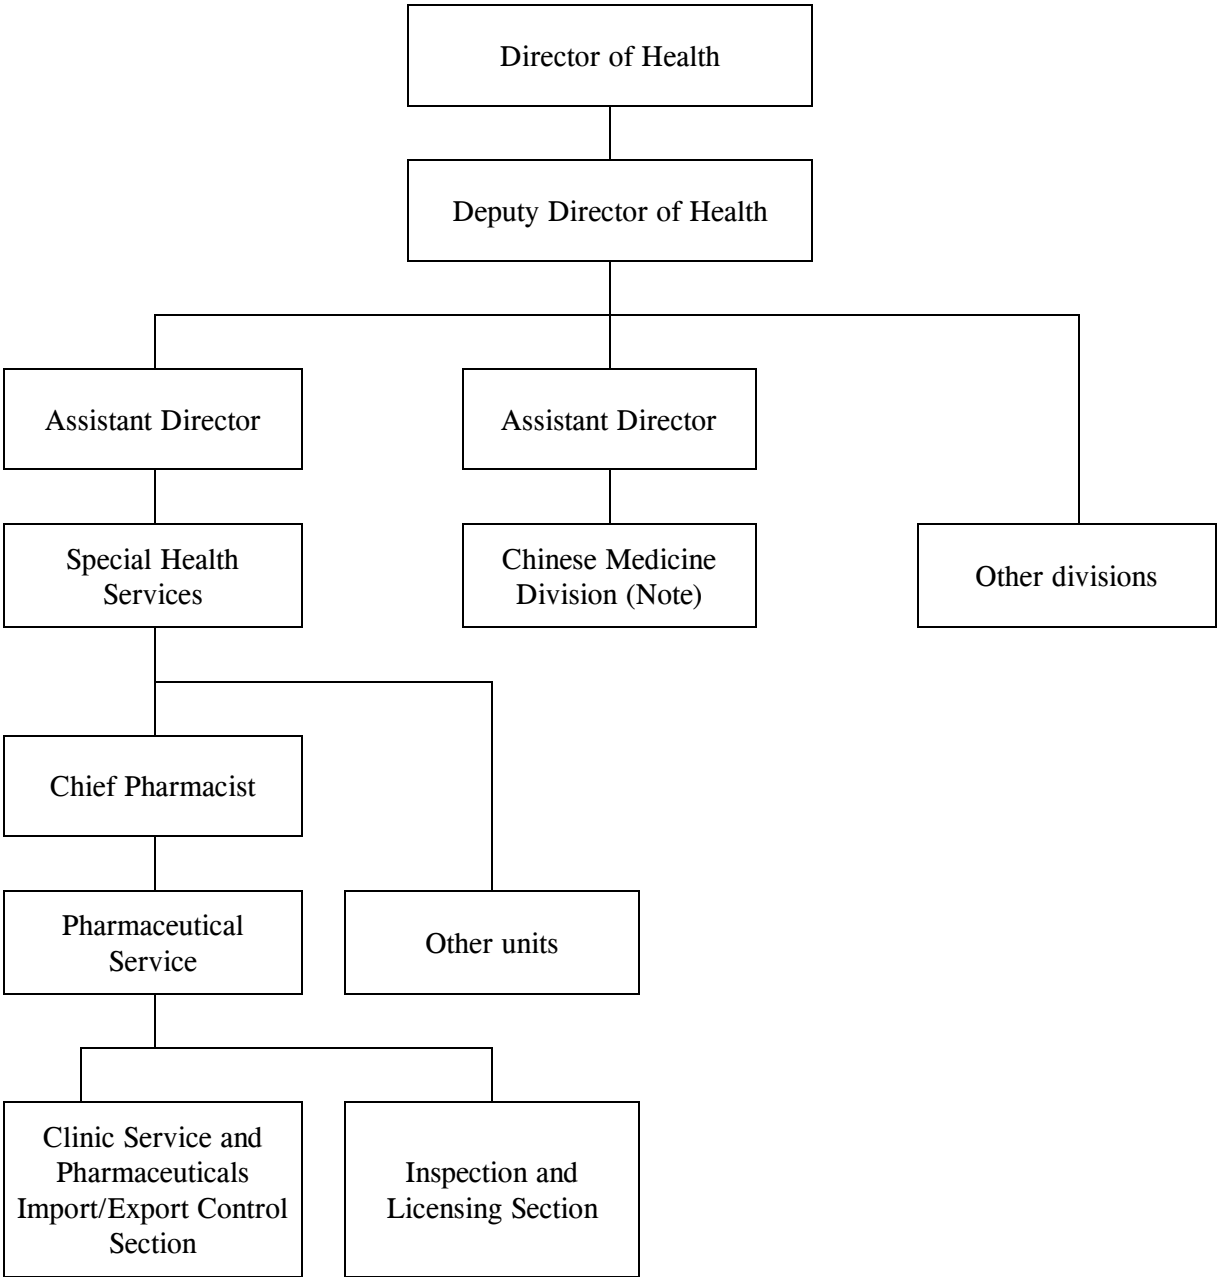 Director of Health
Deputy Director of Health
Assistant Director
Assistant Director
Special Health
Services
Chinese Medicine
Division (Note)
Other divisions
Chief Pharmacist
Pharmaceutical
Service
Other units
Clinic Service and
Pharmaceuticals
Import/Export Control
Section
Inspection and
Licensing Section